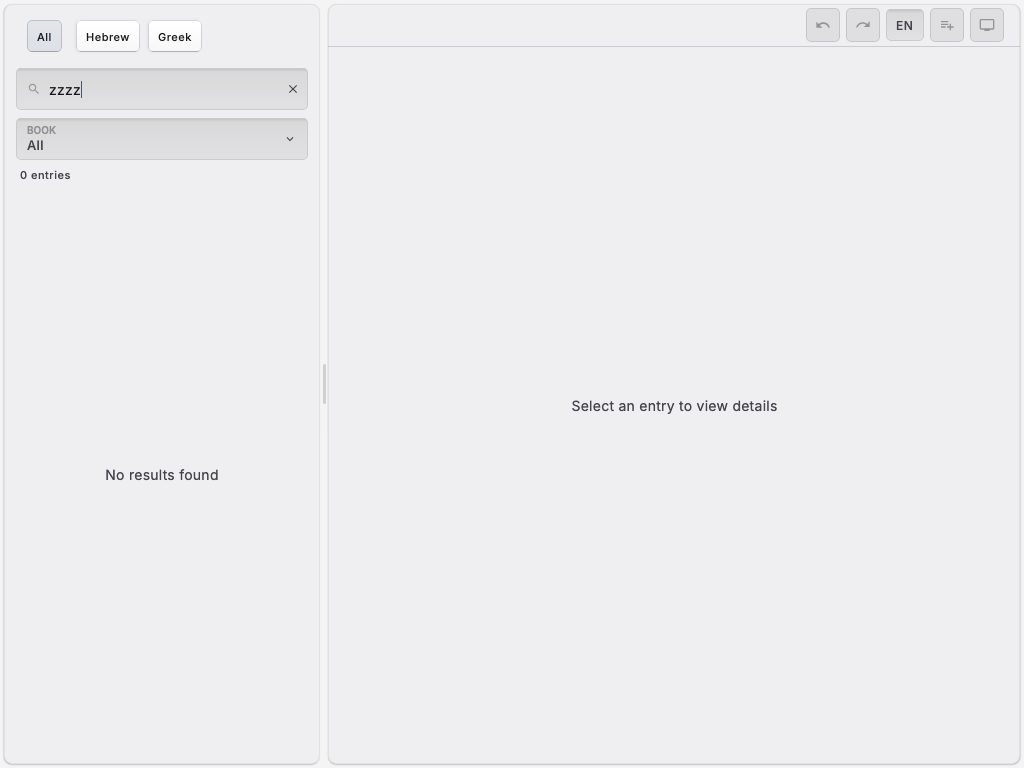 All
Hebrew
Greek
zzzz
BOOK
All
0 entries
No results found
EN
Select an entry to view details